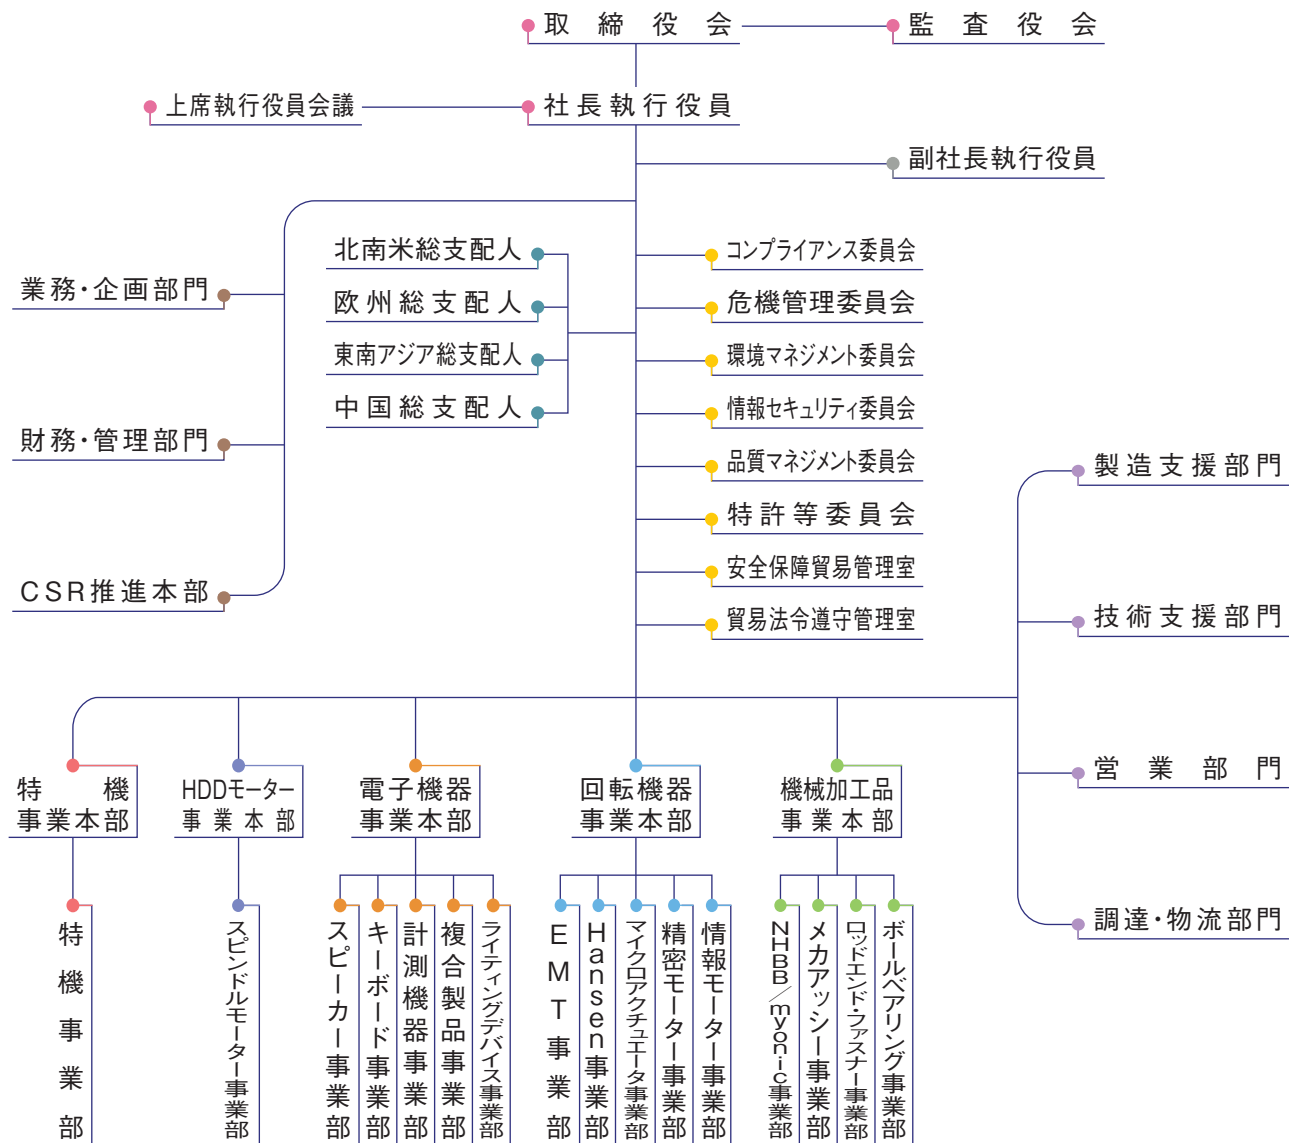 取締役会
監査役会
上席執行役員会議
社長執行役員
副社長執行役員
北南米総支配人
欧州総支配人
東南アジア総支配人
中国総支配人
コンプライアンス委員会
危機管理委員会
環境マネジメント委員会
情報セキュリティ委員会
品質マネジメント委員会
特許等委員会
安全保障貿易管理室
貿易法令遵守管理室
業務・企画部門
財務・管理部門
CSR推進本部
製造支援部門
技術支援部門
営業部門
調達・物流部門
特機
事業本部
HDDモーター
事業本部
電子機器
事業本部
回転機器
事業本部
機械加工品
事業本部
特機事業部
スピンドルモーター事業部
スピーカー事業部
キーボード事業部
計測機器事業部
複合製品事業部
ライティングデバイス事業部
EMT事業部
Hansen事業部
マイクロアクチュエータ事業部
精密モーター事業部
情報モーター事業部
NHBB/myonic事業部
メカアッシー事業部
ロッドエンド・ファスナー事業部
ボールベアリング事業部